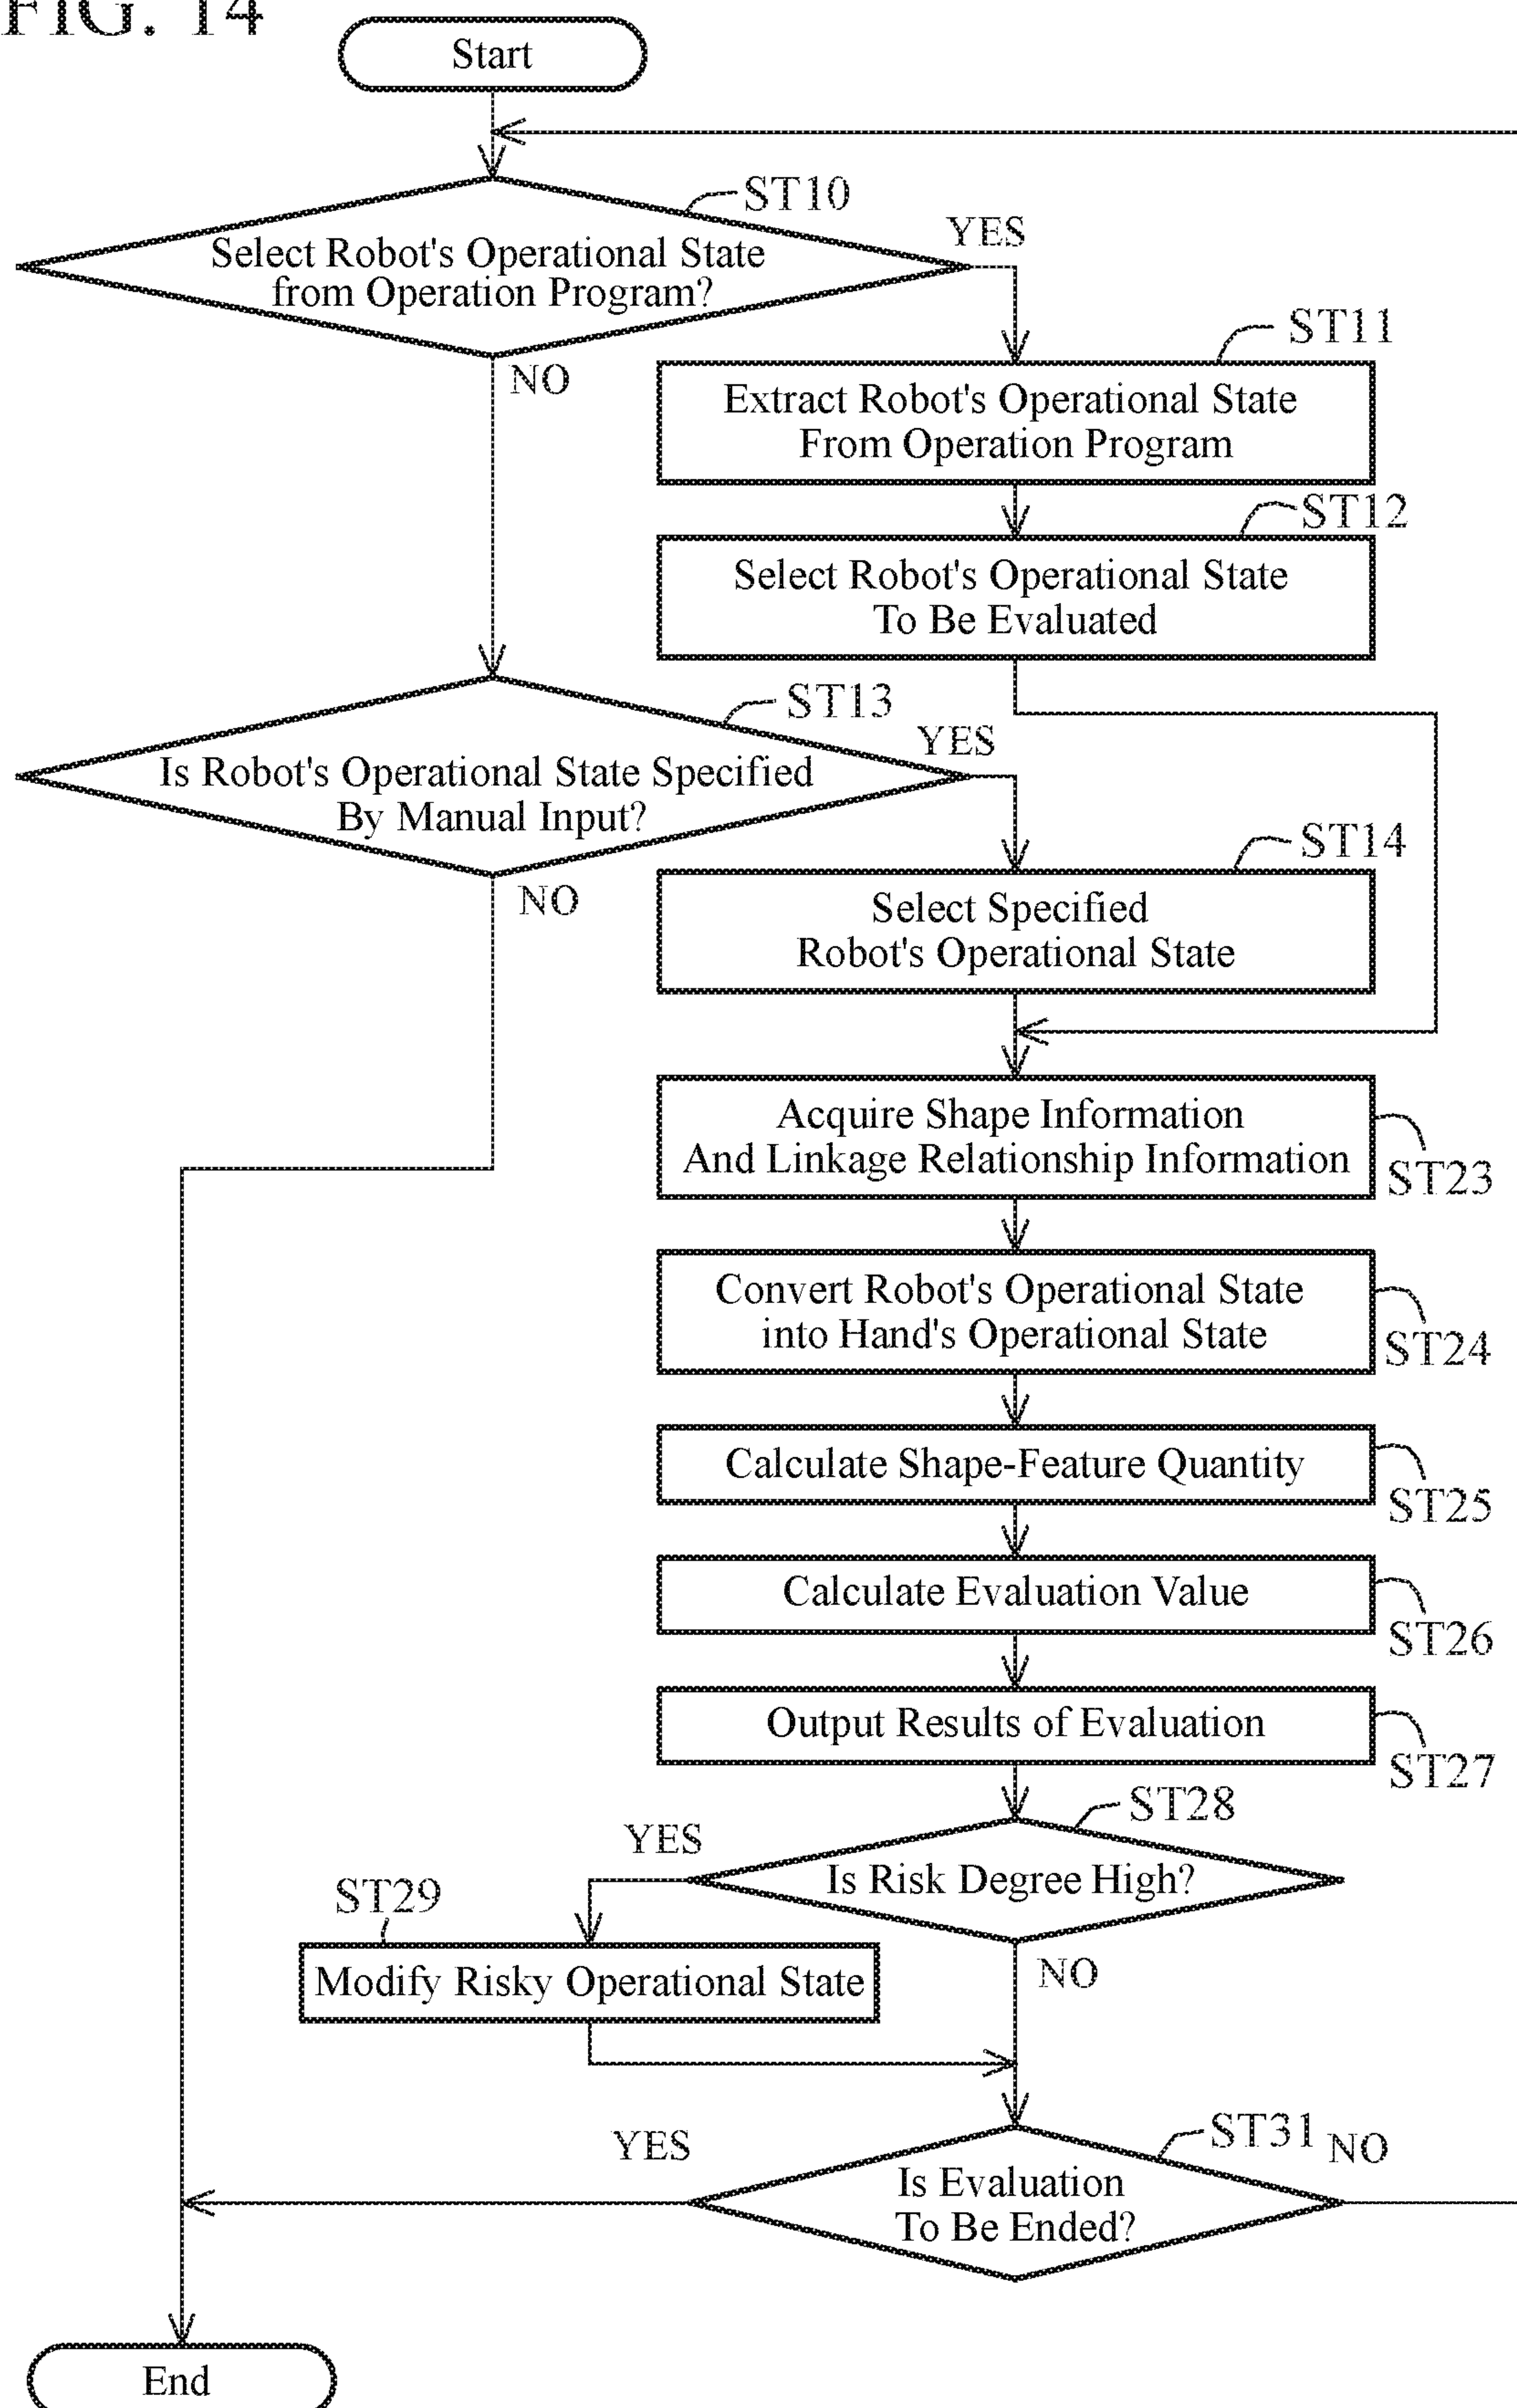 FIG. 14
Start
ST10
Select Robot's Operational State
from Operation Program?
YES
NO
ST11
Extract Robot's Operational State
From Operation Program
ST12
Select Robot's Operational State
To Be Evaluated
ST13
Is Robot's Operational State Specified
By Manual Input?
YES
NO
ST14
Select Specified
Robot's Operational State
Acquire Shape Information
And Linkage Relationship Information
ST23
Convert Robot's Operational State
into Hand's Operational State
ST24
Calculate Shape-Feature Quantity
ST25
Calculate Evaluation Value
ST26
Output Results of Evaluation
ST27
ST28
YES
Is Risk Degree High?
ST29
NO
Modify Risky Operational State
ST31
YES
NO
Is Evaluation
To Be Ended?
End